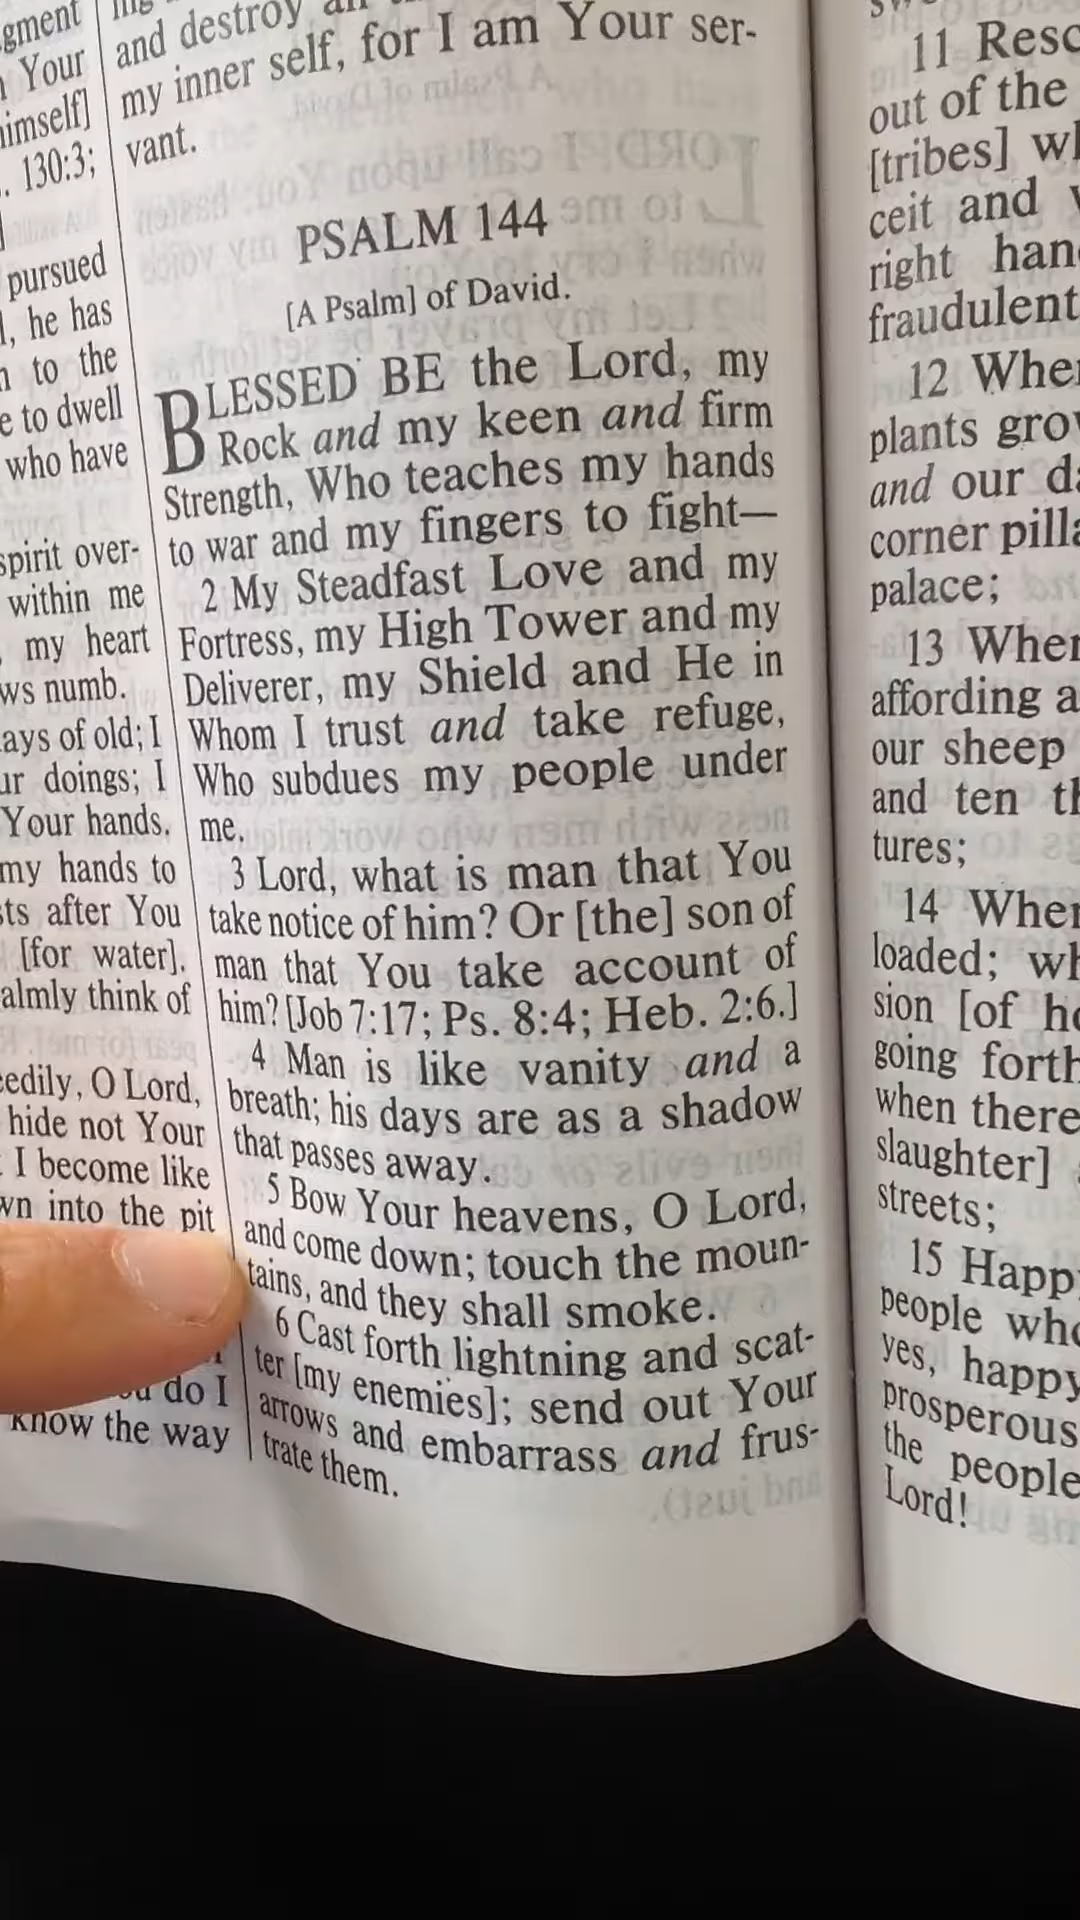 gment
Your
himself]
130:3;
pursued
he has
to the
e to dwell
who have
spirit over-
within me
my heart
ws numb.
ays of old; I
ur doings; I
Your hands.
my hands to
sts after You
[for water].
almly think of
eedily, O Lord,
hide not Your
I become like
wn into the pit
do I
know the way
and destroy
my inner self, for I am Your ser-
vant.
PSALM 144
[A Psalm] of David.
BLESSED BE the Lord, my
Rock and my keen and firm
Strength, Who teaches my hands
to war and my fingers to fight—
2 My Steadfast Love and my
Fortress, my High Tower and my
Deliverer, my Shield and He in
Whom I trust and take refuge,
Who subdues my people under
me.
3 Lord, what is man that You
take notice of him? Or [the] son of
man that You take account of
him? [Job 7:17; Ps. 8:4; Heb. 2:6.]
4 Man is like vanity and a
breath; his days are as a shadow
that passes away.
5 Bow Your heavens, O Lord,
and come down; touch the moun-
tains, and they shall smoke.
6 Cast forth lightning and scat-
ter [my enemies]; send out Your
arrows and embarrass and frus-
trate them.
11 Resc
out of the
[tribes] wh
ceit and
right han
fraudulent
12 When
plants grow
and our da
corner pilla
palace;
13 When
affording a
our sheep
and ten th
tures;
14 When
loaded; wh
sion [of ho
going forth
when there
slaughter]
streets;
15 Happy
people who
yes, happy
prosperous
the people
Lord!